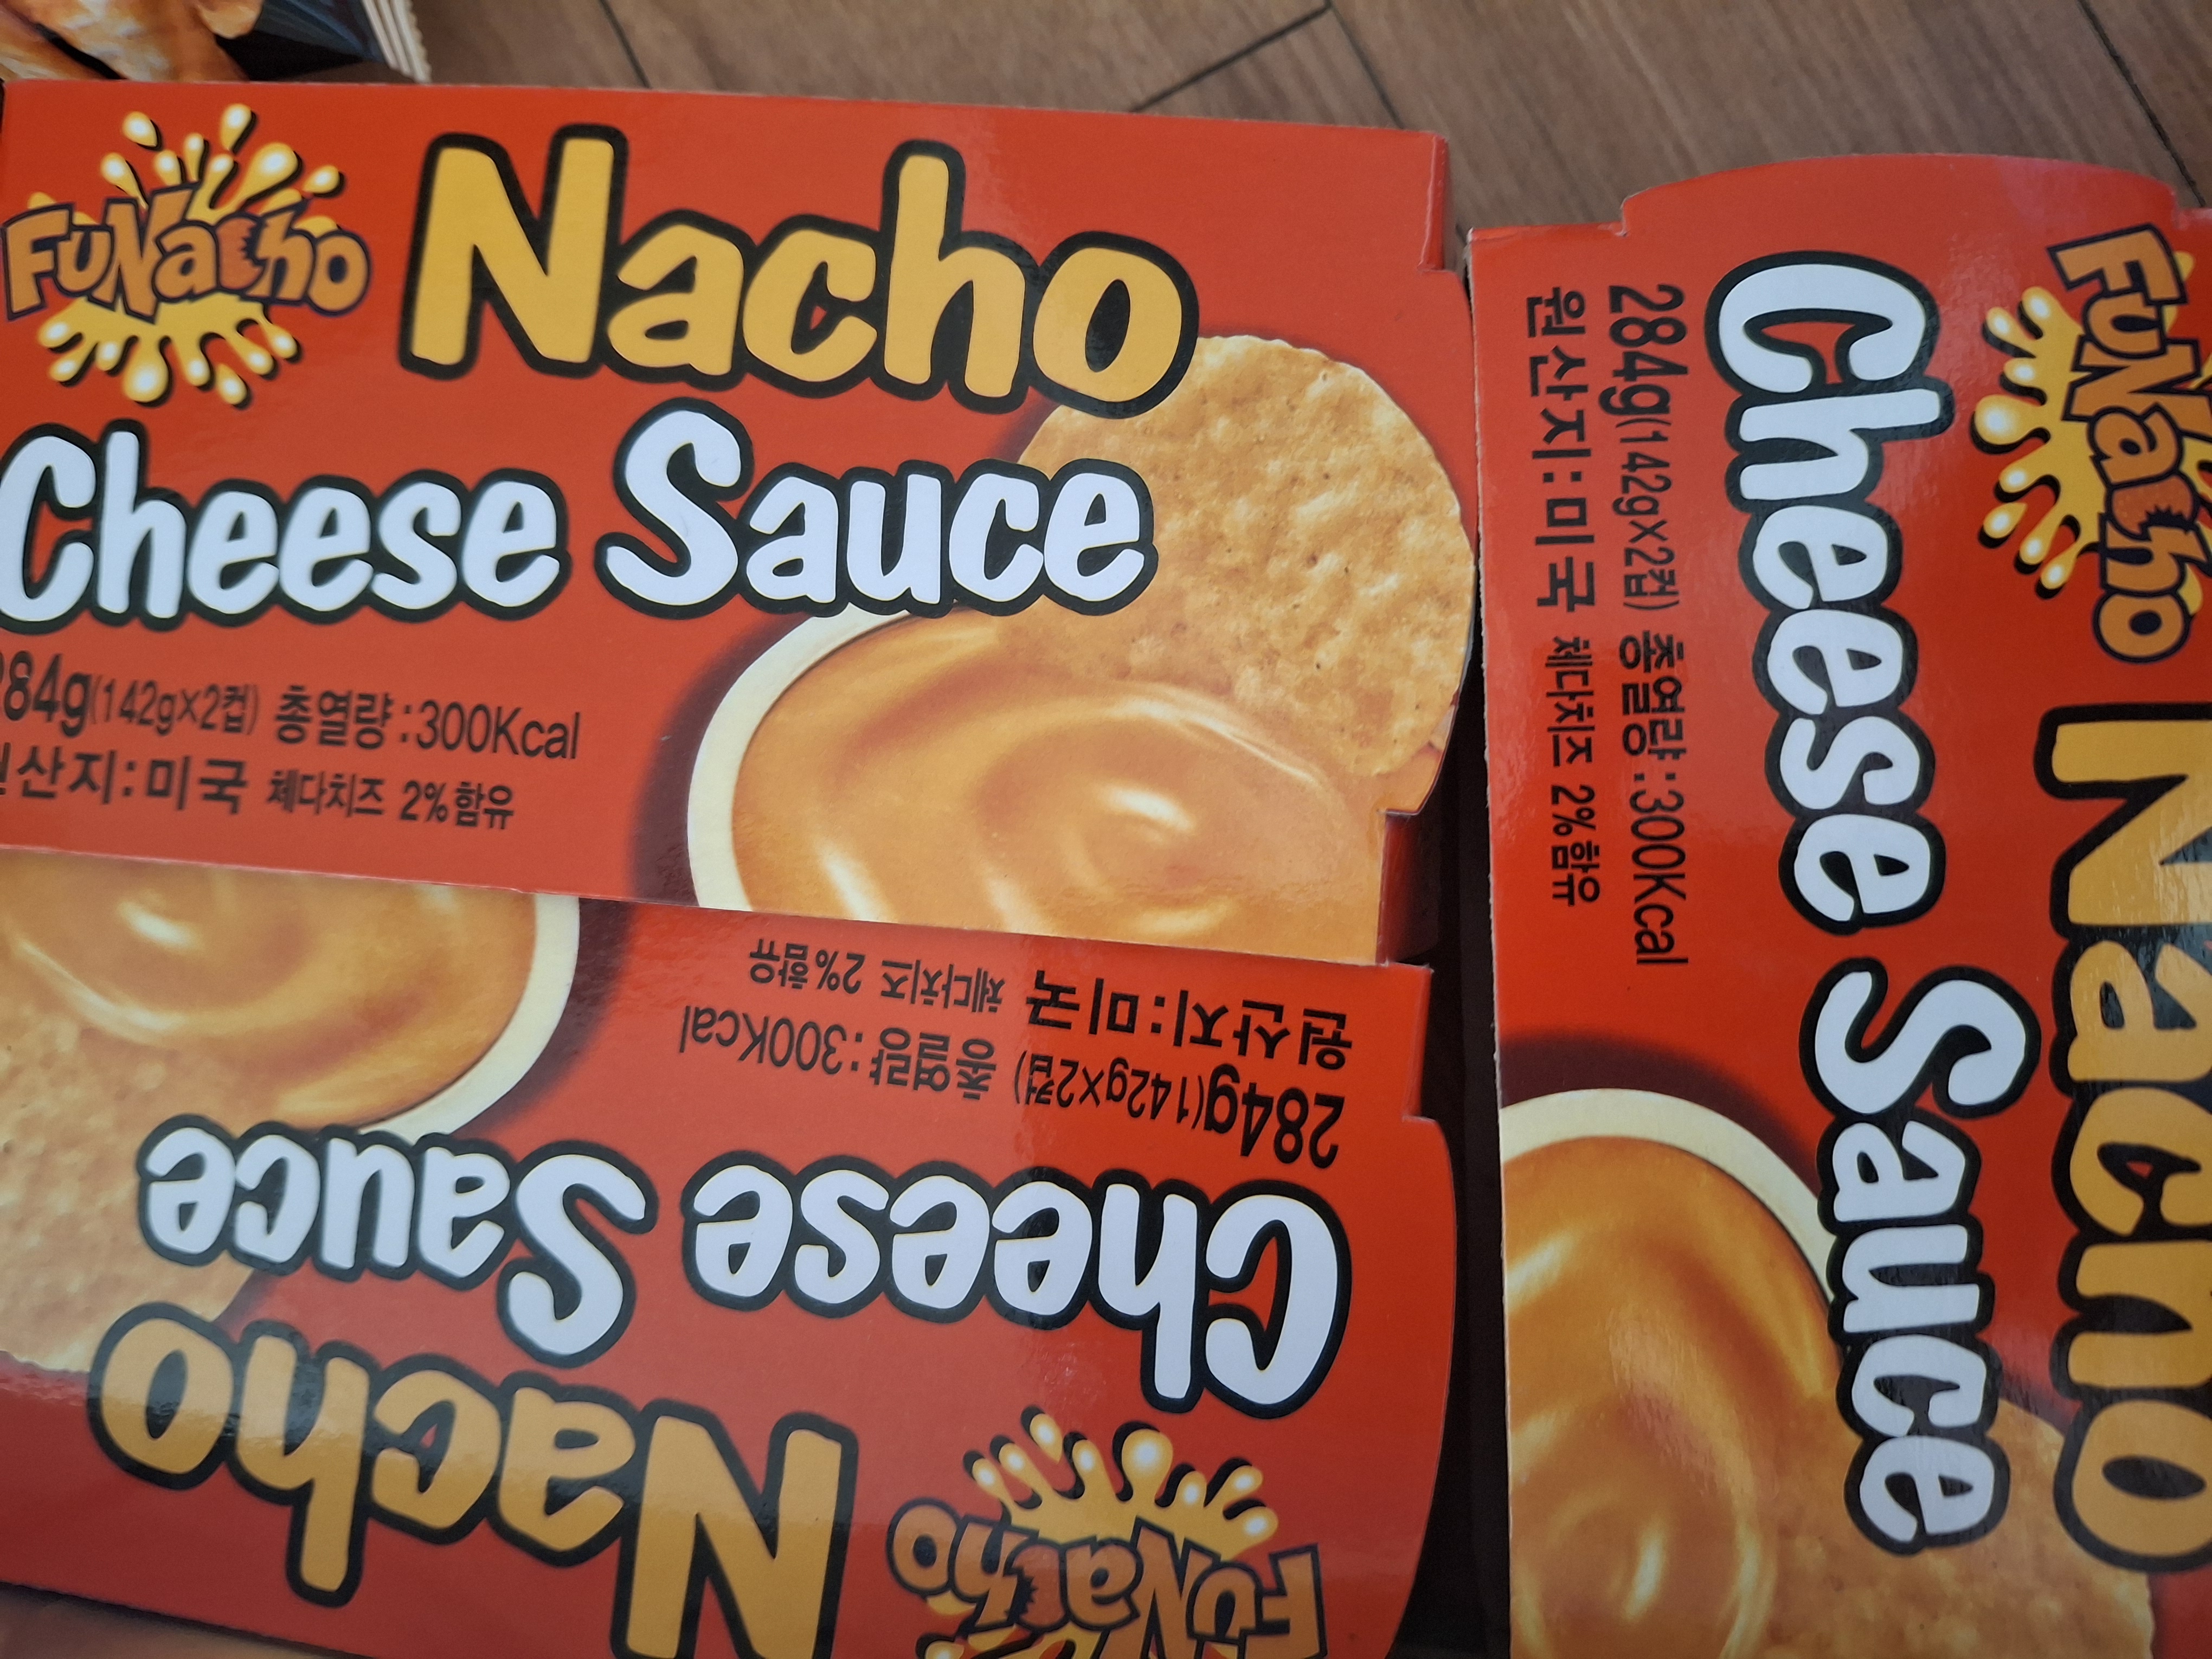 FuNacho
Nacho
Cheese Sauce
284g(142g×2컵) 총열량:300Kcal
원산지:미국 체다치즈 2%함유
FuNacho
Nacho
Cheese Sauce
284g(142g×2컵) 총열량:300Kcal
원산지:미국 체다치즈 2%함유
FuNacho
Nacho
Cheese Sauce
284g(142g×2컵) 총열량:300Kcal
원산지:미국 체다치즈 2%함유